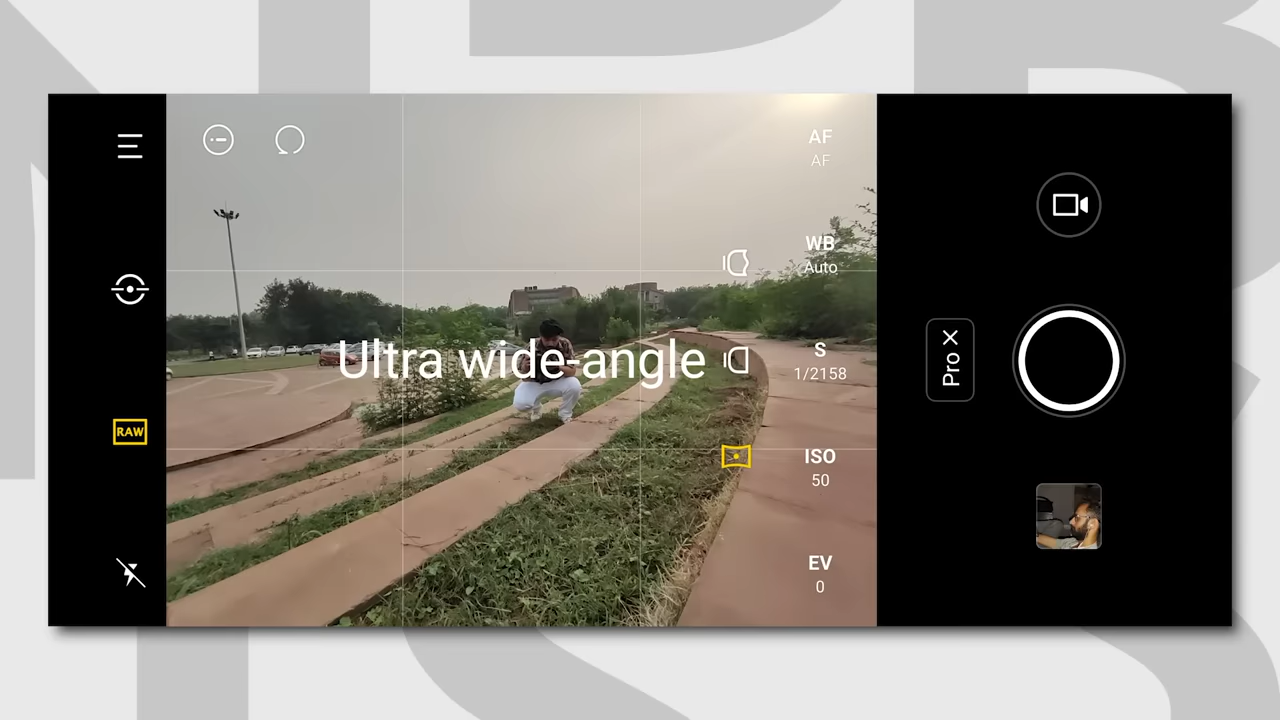 AF
AF
WB
Auto
Ultra wide-angle
S
1/2158
Pro X
RAW
ISO
50
EV
0